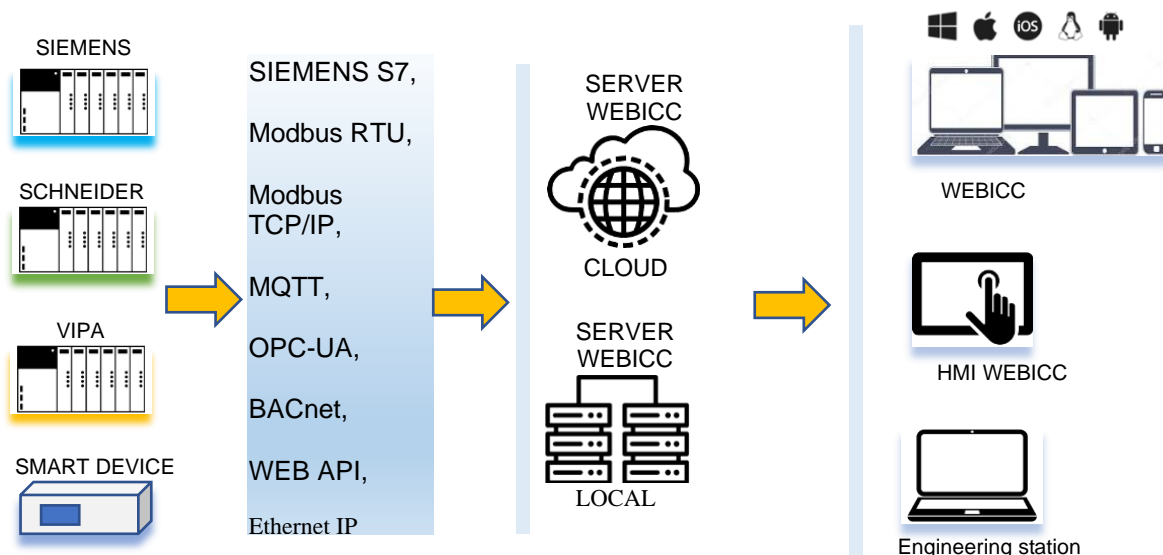 SIEMENS
SCHNEIDER
VIPA
SMART DEVICE
SIEMENS S7,
Modbus RTU,
Modbus
TCP/IP,
MQTT,
OPC-UA,
BACnet,
WEB API,
Ethernet IP
SERVER
WEBICC
CLOUD
SERVER
WEBICC
LOCAL
iOS
WEBICC
HMI WEBICC
Engineering station